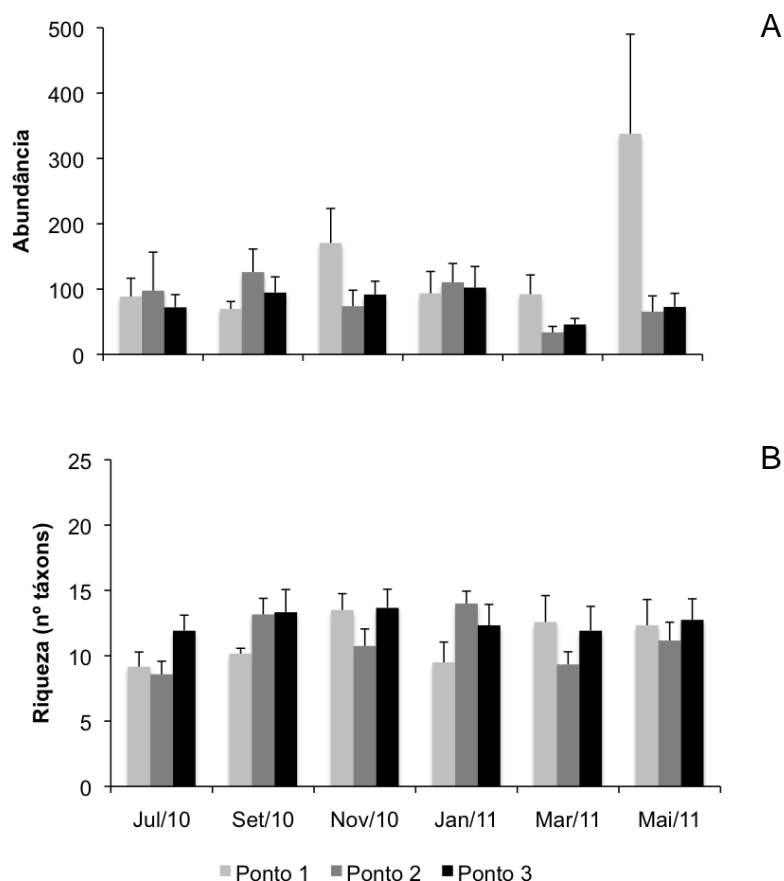 A
Abundância
500
400
300
200
100
0
B
Riqueza (nº táxons)
25
20
15
10
5
0
Jul/10 Set/10 Nov/10 Jan/11 Mar/11 Mai/11
Ponto 1 Ponto 2 Ponto 3